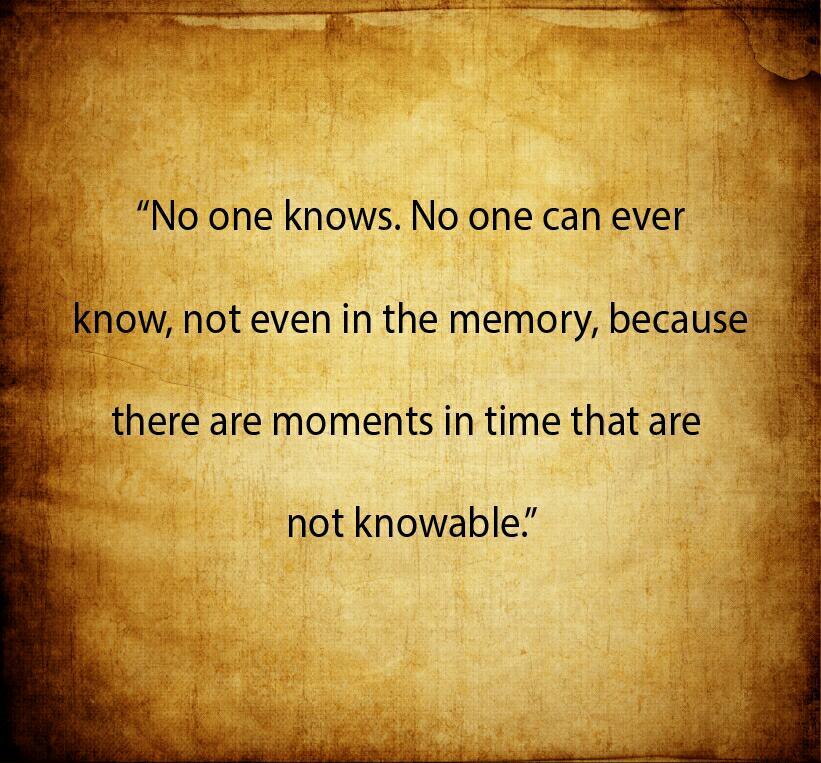 “No one knows. No one can ever
know, not even in the memory, because
there are moments in time that are
not knowable.”